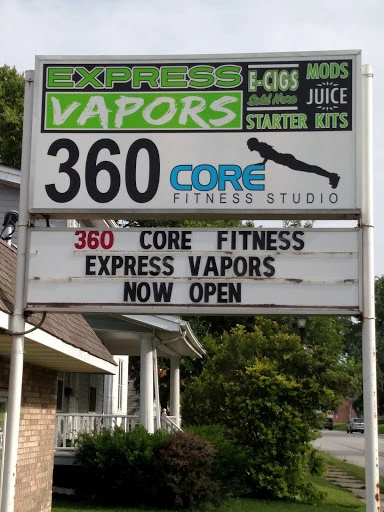 EXPRESS
VAPORS
E-CIGS
Sold Here
STARTER KITS
MODS
JUICE
360 CORE
FITNESS STUDIO
360 CORE FITNESS
EXPRESS VAPORS
NOW OPEN